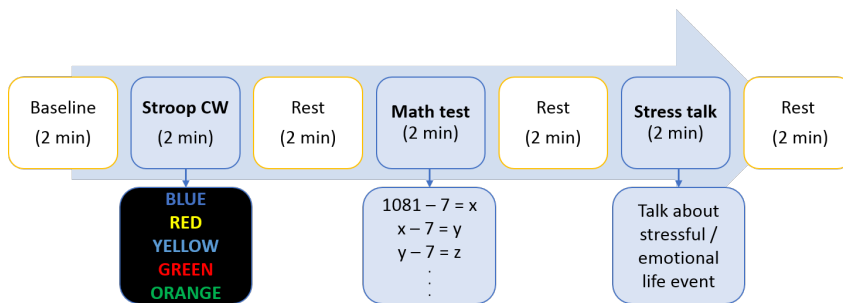 Baseline
(2 min)
Stroop CW
(2 min)
Rest
(2 min)
Math test
(2 min)
Rest
(2 min)
Stress talk
(2 min)
Rest
(2 min)
BLUE
RED
YELLOW
GREEN
ORANGE
1081 – 7 = x
x – 7 = y
y – 7 = z
.
.
.
Talk about
stressful /
emotional
life event